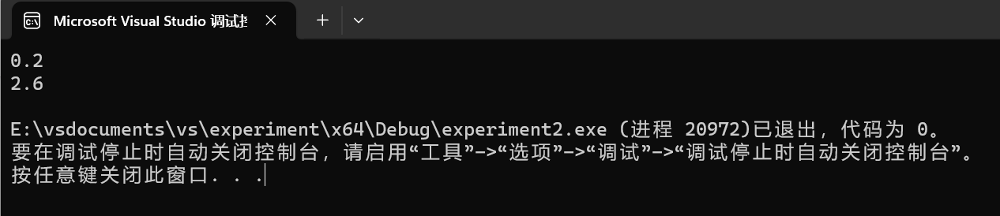 Microsoft Visual Studio 调试
0.2
2.6
E:\vsdocuments\vs\experiment\x64\Debug\experiment2.exe (进程 20972)已退出，代码为 0。
要在调试停止时自动关闭控制台，请启用“工具”->“选项”->“调试”->“调试停止时自动关闭控制台”。
按任意键关闭此窗口. . .